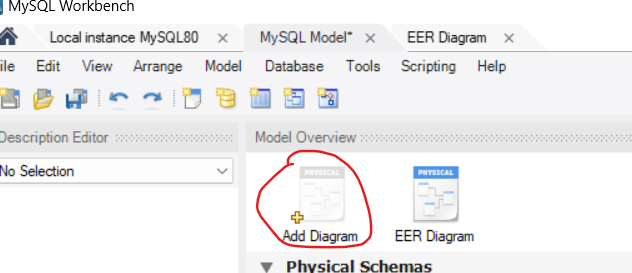 MySQL Workbench
Local instance MySQL80 × MySQL Model* × EER Diagram ×
ile Edit View Arrange Model Database Tools Scripting Help
Description Editor Model Overview
No Selection
PHYSICAL PHYSICAL
Add Diagram EER Diagram
Physical Schemas